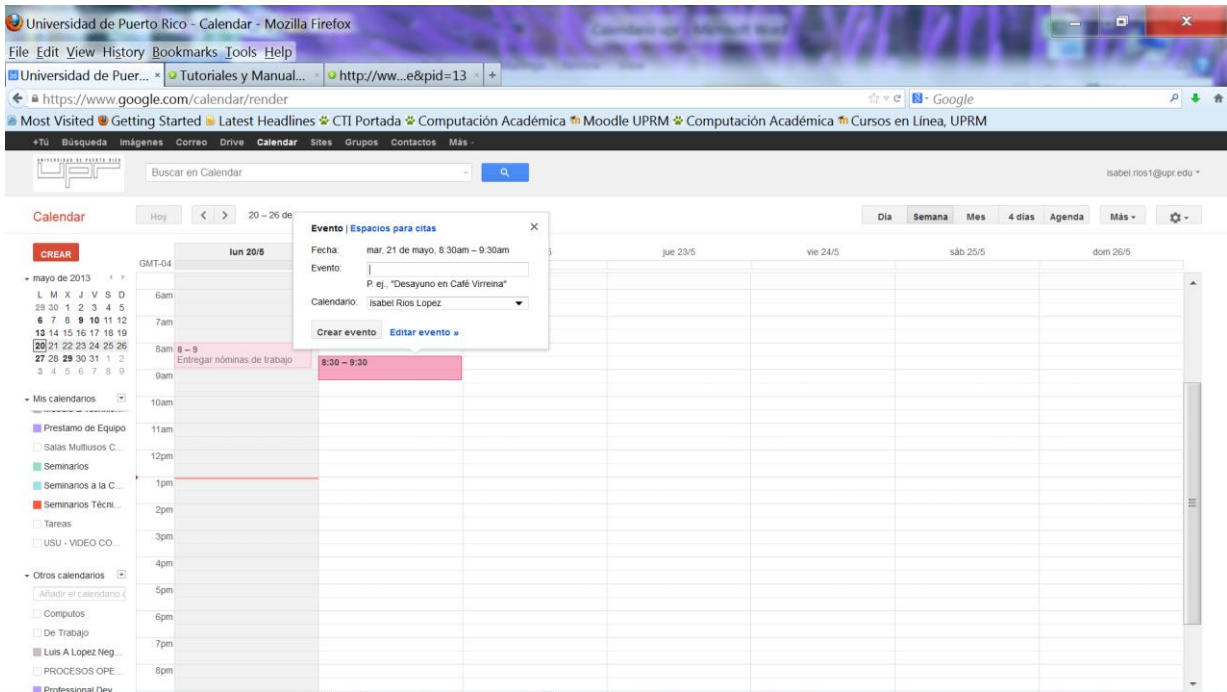 Universidad de Puerto Rico - Calendar - Mozilla Firefox
File Edit View History Bookmarks Tools Help
Universidad de Puer... × Tutoriales y Manual... × http://ww...e&pid=13 × +
https://www.google.com/calendar/render Google
Most Visited Getting Started Latest Headlines CTI Portada Computación Académica Moodle UPRM Computación Académica Cursos en Línea, UPRM
+Tú Búsqueda Imágenes Correo Drive Calendar Sites Grupos Contactos Más
UNIVERSIDAD DE PUERTO RICO
upr
Buscar en Calendar
isabel.rios1@upr.edu
Calendar
Hoy < > 20 – 26 de
Día Semana Mes 4 días Agenda Más
CREAR
GMT-04 lun 20/5 jue 23/5 vie 24/5 sáb 25/5 dom 26/5
Evento | Espacios para citas ×
Fecha: mar, 21 de mayo, 8:30am – 9:30am
Evento:
P. ej., "Desayuno en Café Virreina"
Calendario: Isabel Rios Lopez
Crear evento Editar evento »
mayo de 2013 < >
L M X J V S D
29 30 1 2 3 4 5
6 7 8 9 10 11 12
13 14 15 16 17 18 19
20 21 22 23 24 25 26
27 28 29 30 31 1 2
3 4 5 6 7 8 9
6am
7am
8am
9am
10am
11am
12pm
1pm
2pm
3pm
4pm
5pm
6pm
7pm
8pm
8 – 9
Entregar nóminas de trabajo
8:30 – 9:30
Mis calendarios
Prestamo de Equipo
Salas Multiusos C...
Seminarios
Seminarios a la C...
Seminarios Técni...
Tareas
USU - VIDEO CO...
Otros calendarios
Añadir el calendario
Computos
De Trabajo
Luis A Lopez Neg...
PROCESOS OPE...
Professional Dev...